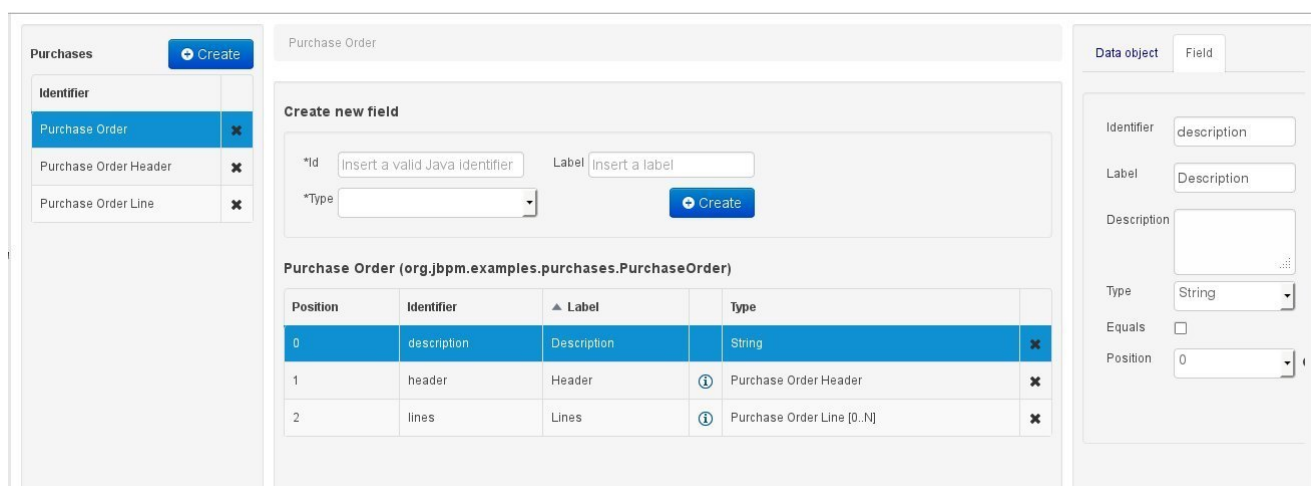 Purchases
Create
Identifier
Purchase Order
Purchase Order Header
Purchase Order Line
Purchase Order
Create new field
*Id Insert a valid Java identifier Label Insert a label
*Type
Create
Purchase Order (org.jbpm.examples.purchases.PurchaseOrder)
Position Identifier Label Type
0 description Description String
1 header Header Purchase Order Header
2 lines Lines Purchase Order Line [0..N]
Data object Field
Identifier description
Label Description
Description
Type String
Equals
Position 0